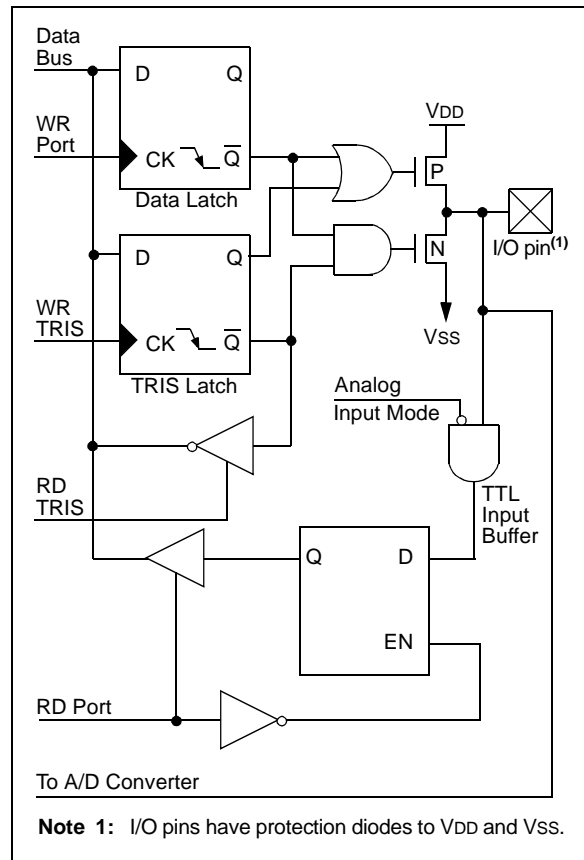 Data
Bus
D
Q
WR
Port
CK
Q̅
VDD
P
Data Latch
I/O pin(1)
N
D
Q
WR
TRIS
CK
Q̅
VSS
TRIS Latch
Analog
Input Mode
RD
TRIS
TTL
Input
Buffer
Q
D
EN
RD Port
To A/D Converter
Note 1: I/O pins have protection diodes to VDD and VSS.